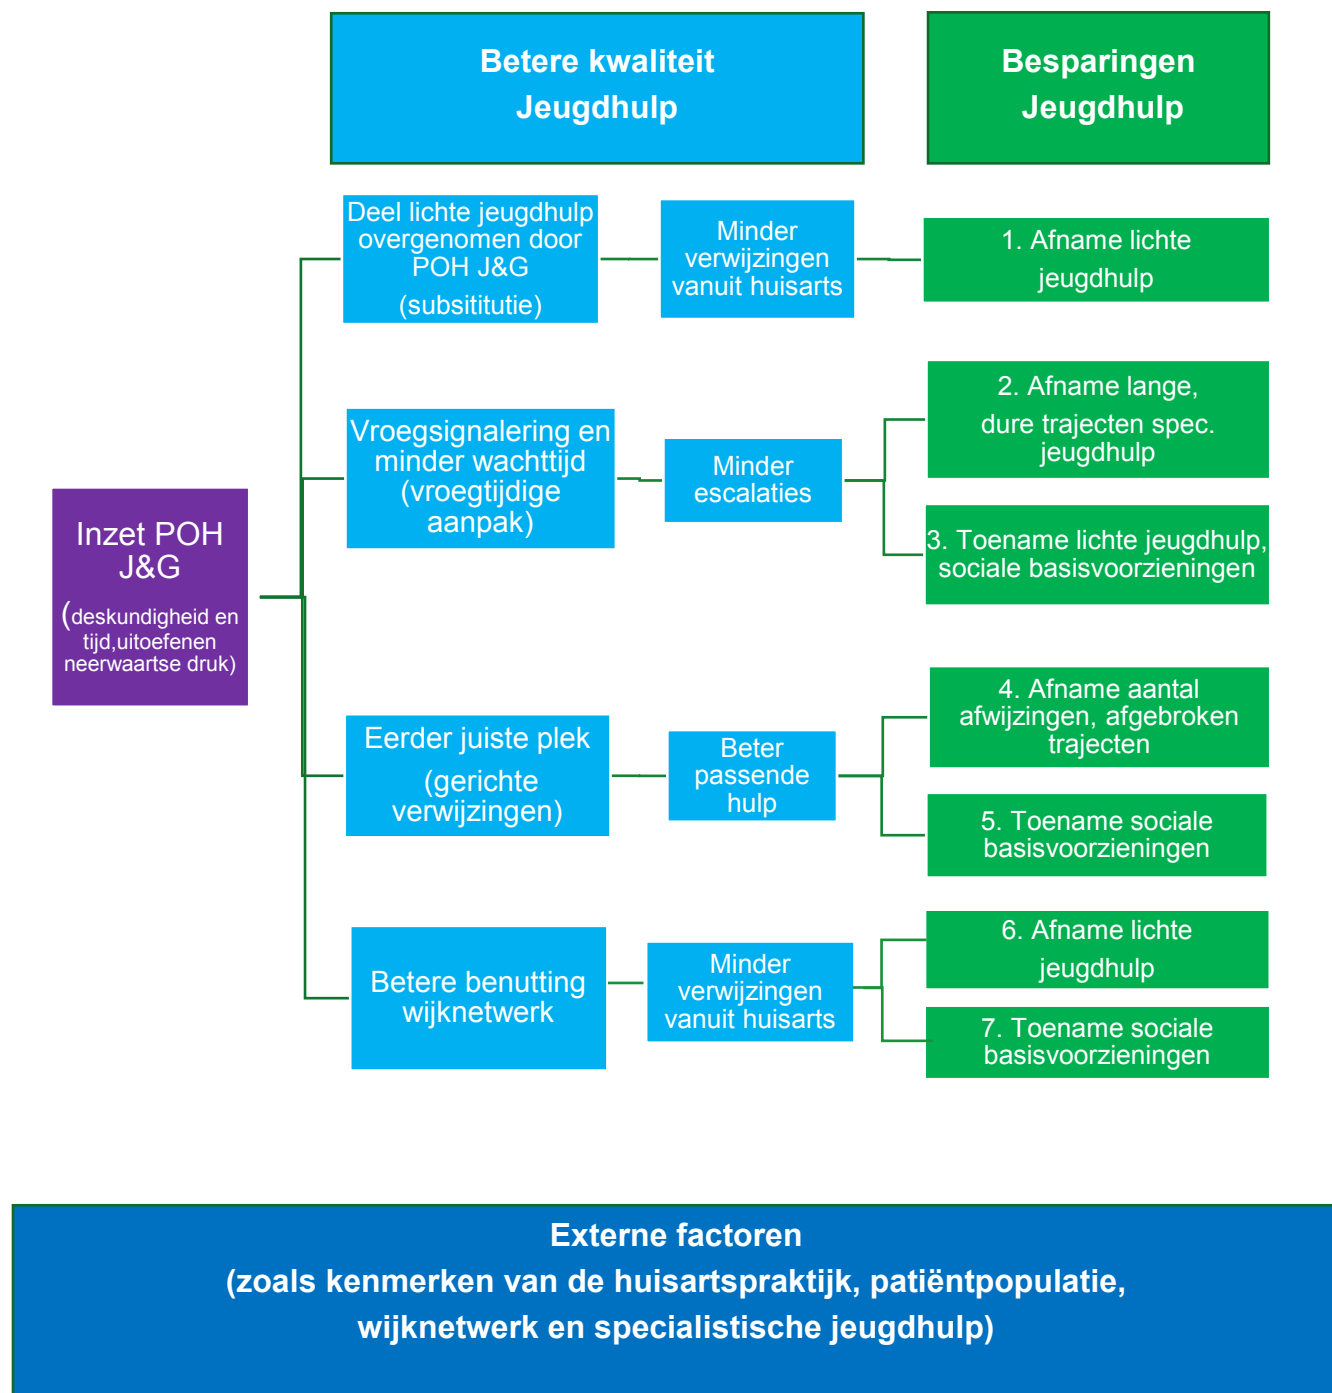 Betere kwaliteit
Jeugdhulp
Besparingen
Jeugdhulp
Deel lichte jeugdhulp
overgenomen door
POH J&G
(subsititutie)
Minder
verwijzingen
vanuit huisarts
1. Afname lichte
jeugdhulp
Vroegsignalering en
minder wachttijd
(vroegtijdige
aanpak)
Minder
escalaties
2. Afname lange,
dure trajecten spec.
jeugdhulp
3. Toename lichte jeugdhulp,
sociale basisvoorzieningen
Inzet POH
J&G
(deskundigheid en
tijd,uitoefenen
neerwaartse druk)
Eerder juiste plek
(gerichte
verwijzingen)
Beter
passende
hulp
4. Afname aantal
afwijzingen, afgebroken
trajecten
5. Toename sociale
basisvoorzieningen
Betere benutting
wijknetwerk
Minder
verwijzingen
vanuit huisarts
6. Afname lichte
jeugdhulp
7. Toename sociale
basisvoorzieningen
Externe factoren
(zoals kenmerken van de huisartspraktijk, patiëntpopulatie,
wijknetwerk en specialistische jeugdhulp)